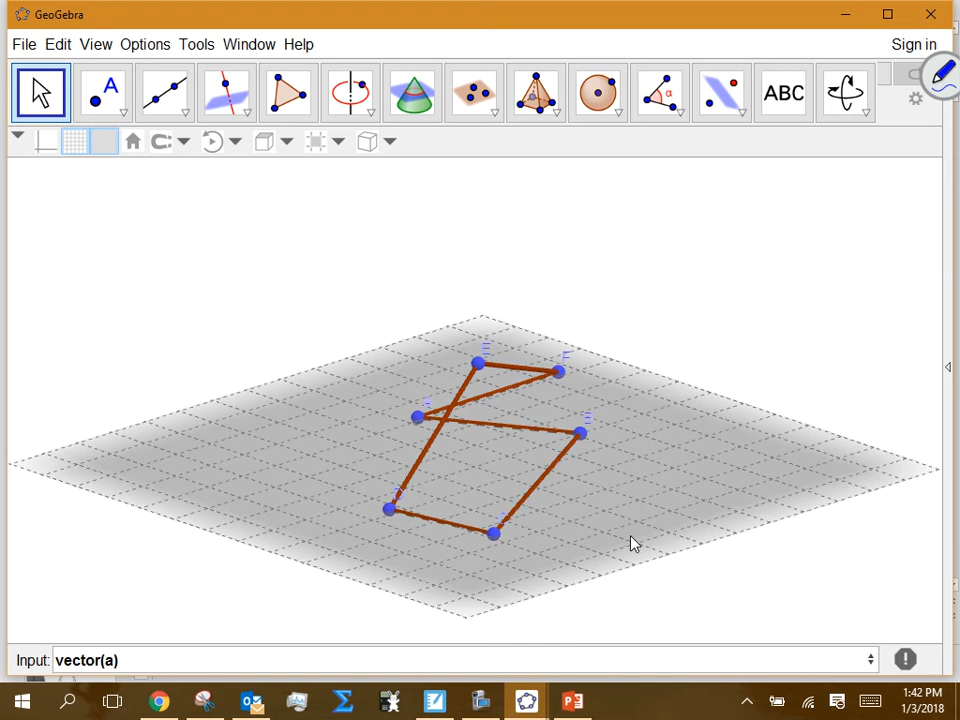 GeoGebra
File Edit View Options Tools Window Help Sign in
A α ABC
F
Input: vector(a)
1:42 PM
1/3/2018